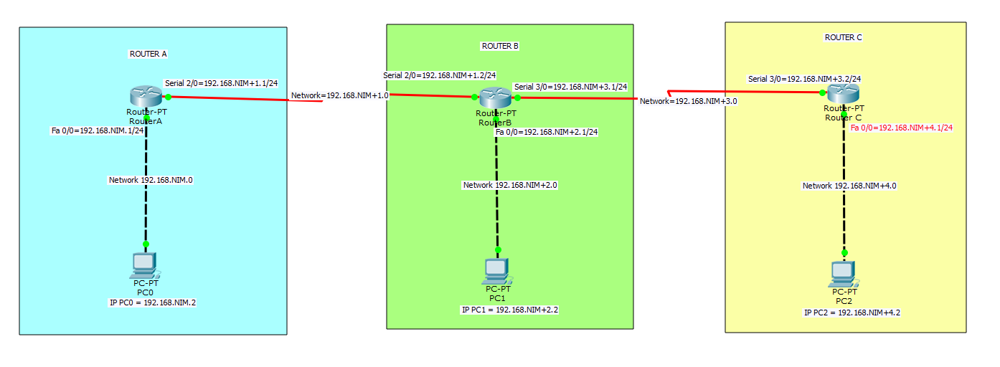 ROUTER A
Serial 2/0=192.168.NIM+1.1/24
Router-PT
RouterA
Fa 0/0=192.168.NIM.1/24
Network 192.168.NIM.0
PC-PT
PC0
IP PC0 = 192.168.NIM.2
Network=192.168.NIM+1.0
ROUTER B
Serial 2/0=192.168.NIM+1.2/24
Serial 3/0=192.168.NIM+3.1/24
Router-PT
RouterB
Fa 0/0=192.168.NIM+2.1/24
Network 192.168.NIM+2.0
PC-PT
PC1
IP PC1 = 192.168.NIM+2.2
Network=192.168.NIM+3.0
ROUTER C
Serial 3/0=192.168.NIM+3.2/24
Router-PT
Router C
Fa 0/0=192.168.NIM+4.1/24
Network 192.168.NIM+4.0
PC-PT
PC2
IP PC2 = 192.168.NIM+4.2